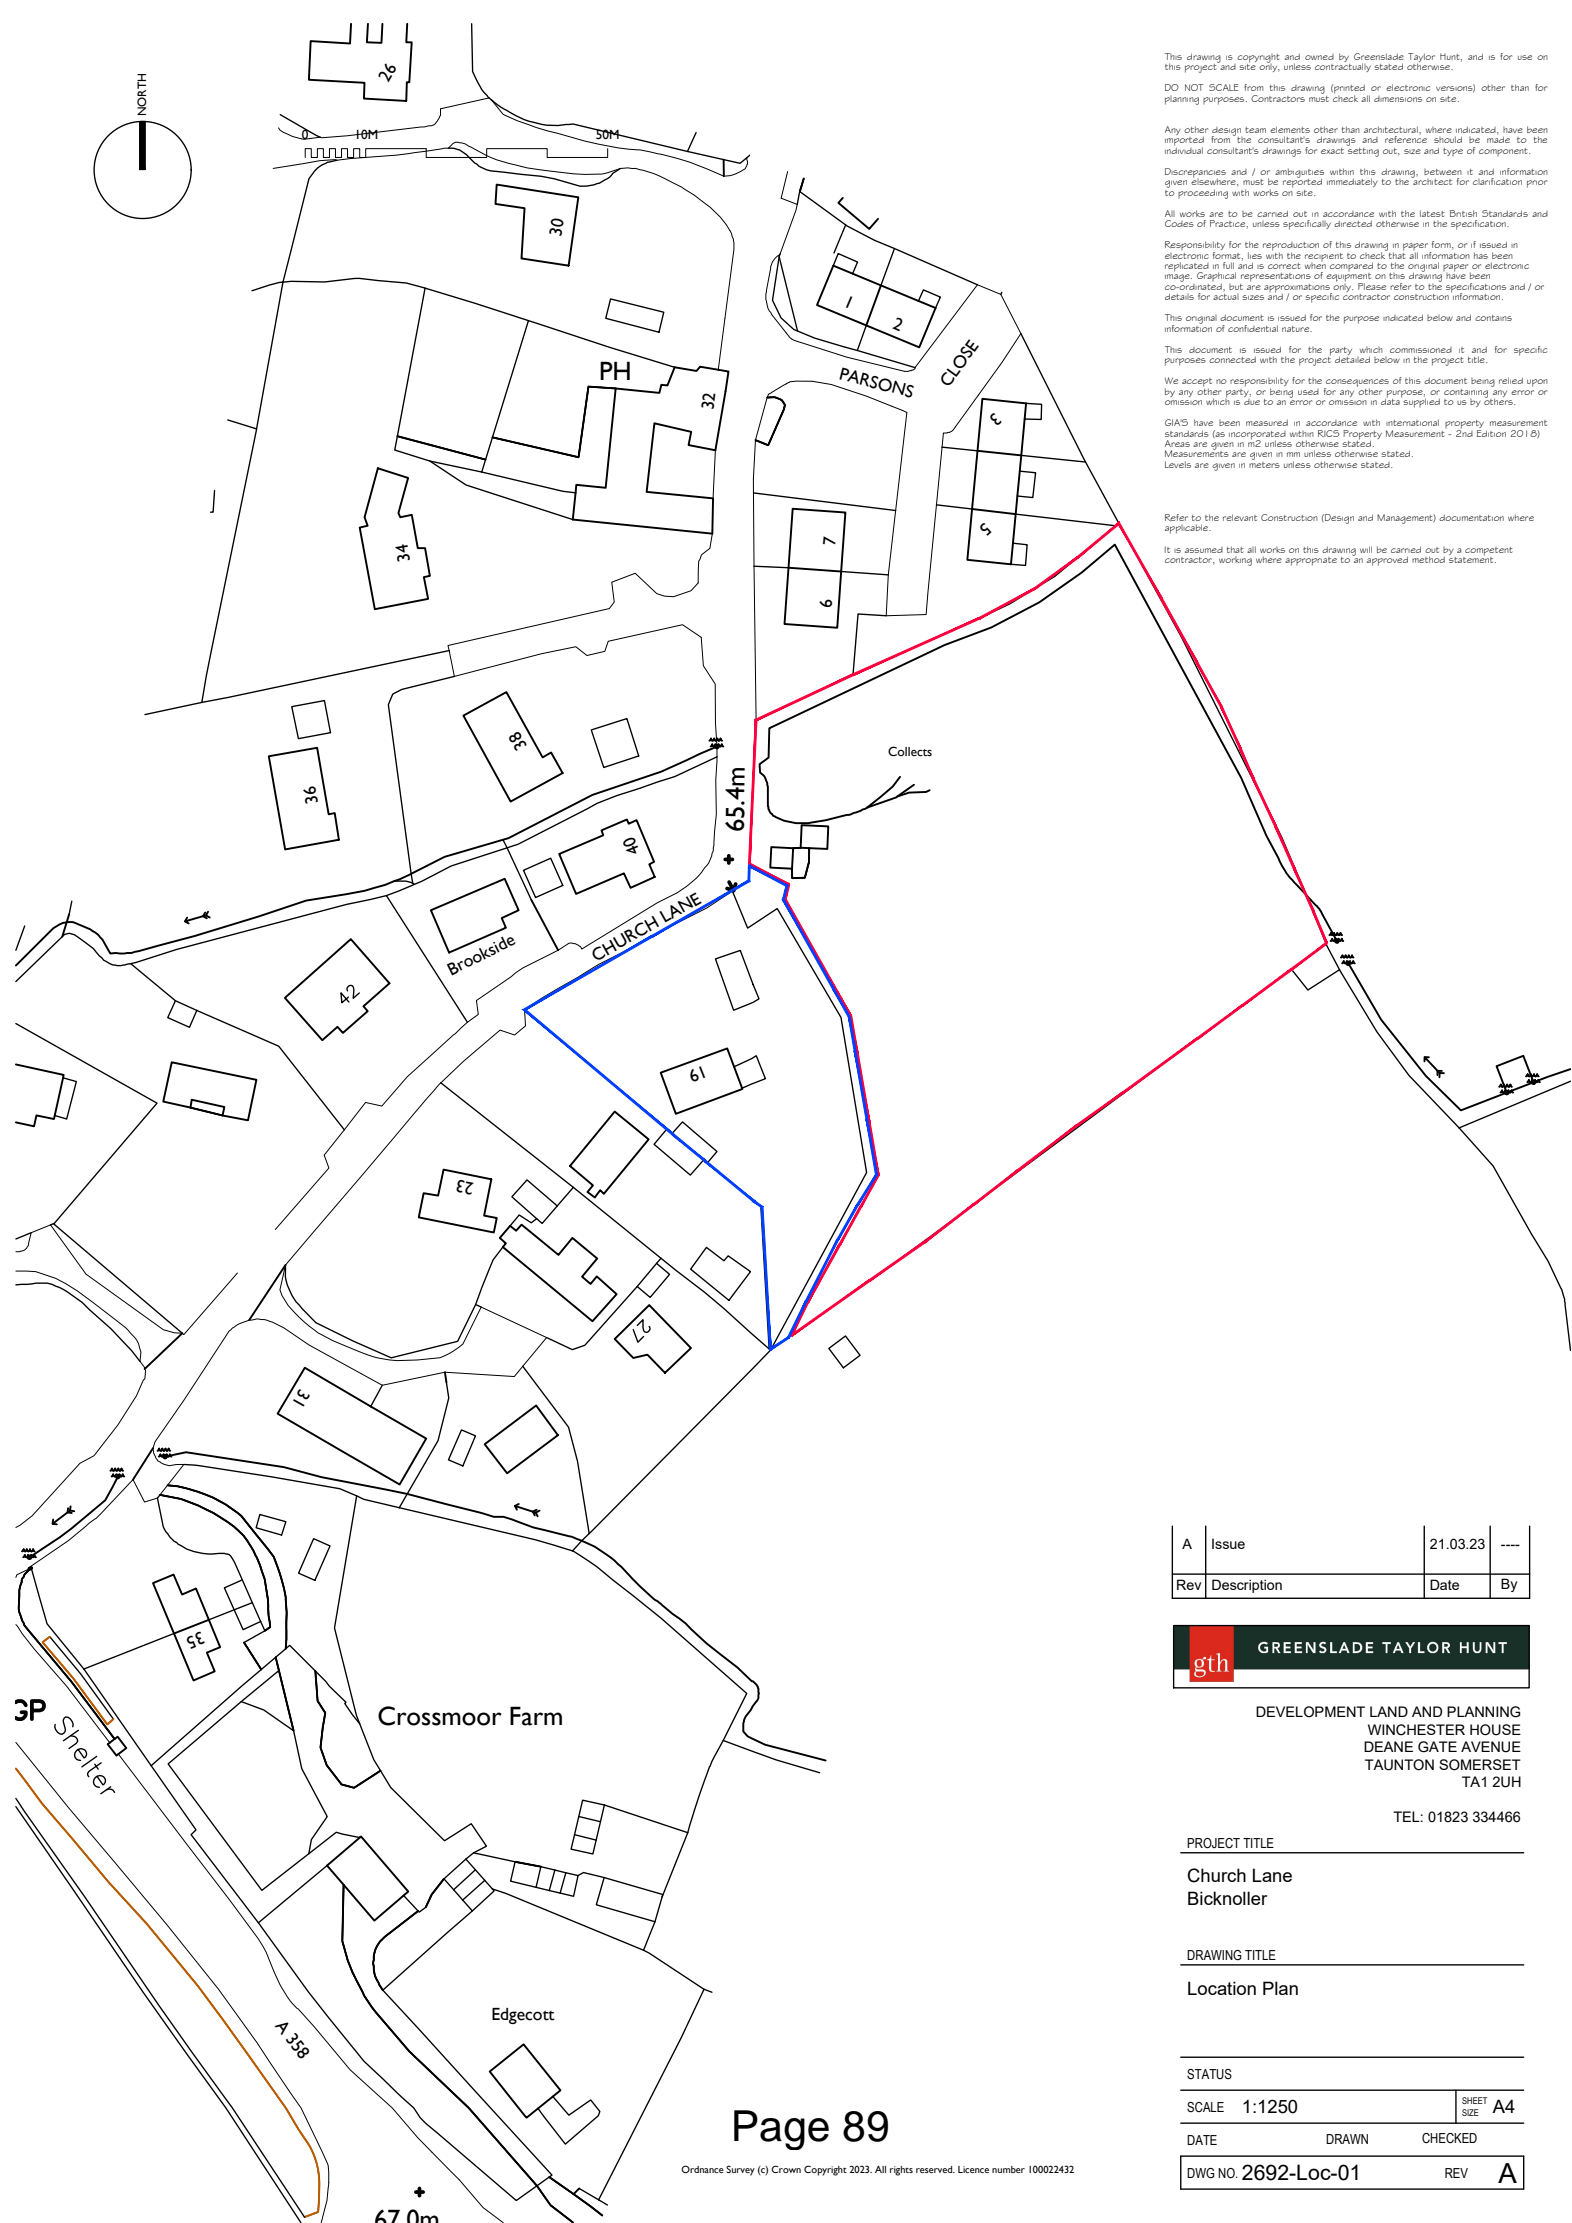 This drawing is copyright and owned by Greenslade Taylor Hunt, and is for use on
this project and site only, unless contractually stated otherwise.
DO NOT SCALE from this drawing (printed or electronic versions) other than for
planning purposes. Contractors must check all dimensions on site.
Any other design team elements other than architectural, where indicated, have been
imported from the consultant's drawings and reference should be made to the
individual consultant's drawings for exact setting out, size and type of component.
Discrepancies and / or ambiguities within this drawing, between it and information
given elsewhere, must be reported immediately to the architect for clarification prior
to proceeding with works on site.
All works are to be carried out in accordance with the latest British Standards and
Codes of Practice, unless specifically directed otherwise in the specification.
Responsibility for the reproduction of this drawing in paper form, or if issued in
electronic format, lies with the recipient to check that all information has been
replicated in full and is correct when compared to the original paper or electronic
image. Graphical representations of equipment on this drawing have been
co-ordinated, but are approximations only. Please refer to the specifications and / or
details for actual sizes and / or specific contractor construction information.
This original document is issued for the purpose indicated below and contains
information of confidential nature.
This document is issued for the party which commissioned it and for specific
purposes connected with the project detailed below in the project title.
We accept no responsibility for the consequences of this document being relied upon
by any other party, or being used for any other purpose, or containing any error or
omission which is due to an error or omission in data supplied to us by others.
GIA'S have been measured in accordance with international property measurement
standards (as incorporated within RICS Property Measurement - 2nd Edition 2018)
Areas are given in m2 unless otherwise stated.
Measurements are given in mm unless otherwise stated.
Levels are given in meters unless otherwise stated.
Refer to the relevant Construction (Design and Management) documentation where
applicable.
It is assumed that all works on this drawing will be carried out by a competent
contractor, working where appropriate to an approved method statement.
NORTH
0 10M 50M
26
30
1
2
PARSONS CLOSE
PH
32
3
34
7
5
6
38
Collects
36
65.4m
40
CHURCH LANE
Brookside
42
19
23
27
31
35
GP
Shelter
Crossmoor Farm
Edgecott
A 358
67.0m
A Issue 21.03.23 ----
Rev Description Date By
gth GREENSLADE TAYLOR HUNT
DEVELOPMENT LAND AND PLANNING
WINCHESTER HOUSE
DEANE GATE AVENUE
TAUNTON SOMERSET
TA1 2UH
TEL: 01823 334466
PROJECT TITLE
Church Lane
Bicknoller
DRAWING TITLE
Location Plan
STATUS
SCALE 1:1250 SHEET SIZE A4
DATE DRAWN CHECKED
DWG NO. 2692-Loc-01 REV A
Page 89
Ordnance Survey (c) Crown Copyright 2023. All rights reserved. Licence number 100022432